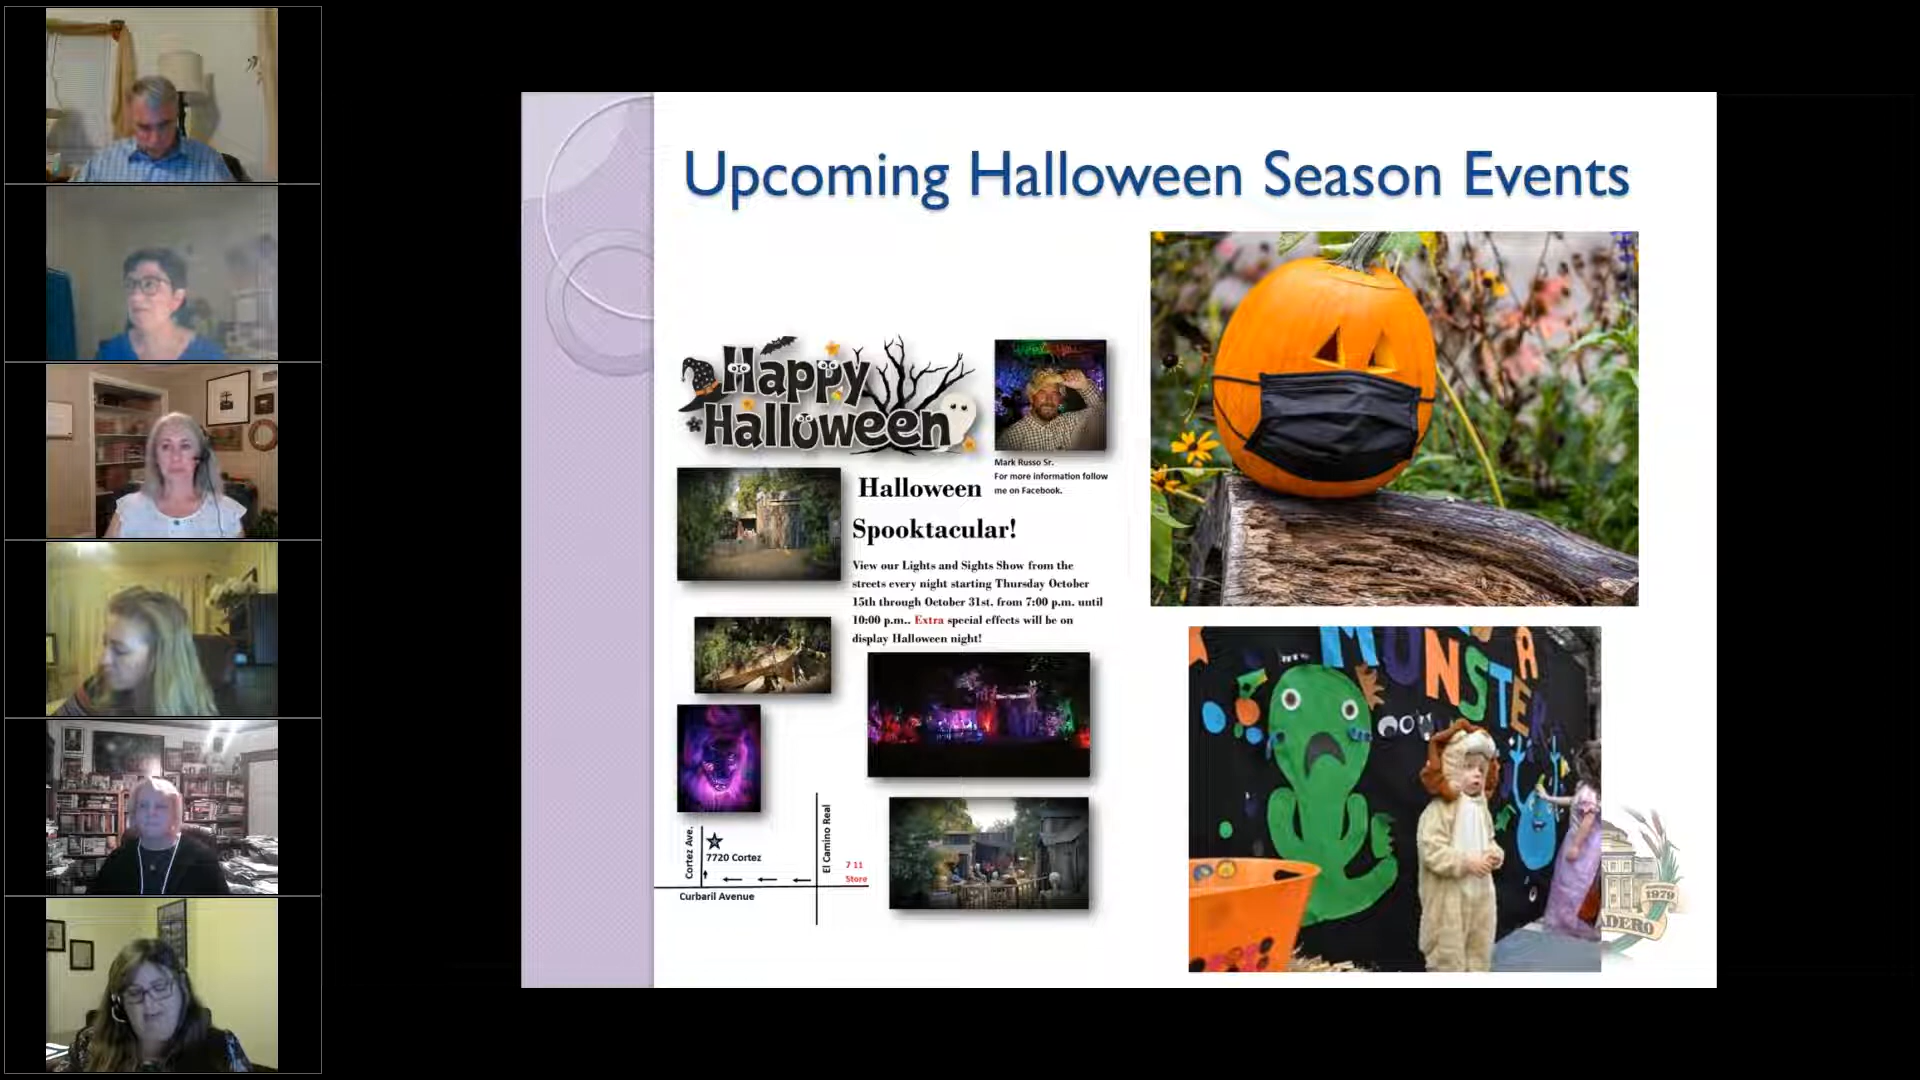 Upcoming Halloween Season Events
Happy
Halloween
Mark Russo Sr.
For more information follow
me on Facebook.
Halloween
Spooktacular!
View our Lights and Sights Show from the
streets every night starting Thursday October
15th through October 31st. from 7:00 p.m. until
10:00 p.m.. Extra special effects will be on
display Halloween night!
Cortez Ave.
7720 Cortez
El Camino Real
7 11
Store
Curbaril Avenue
MONSTER
1979
ADERO